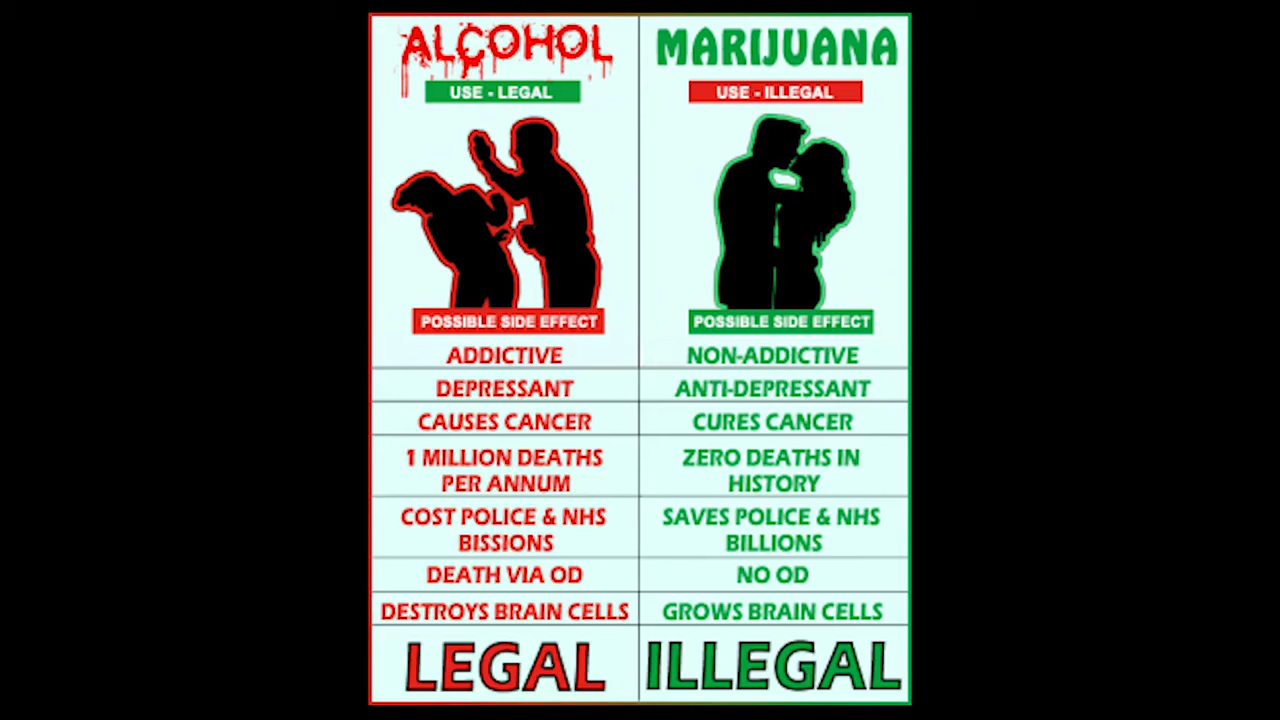 ALCOHOL
USE - LEGAL
POSSIBLE SIDE EFFECT
ADDICTIVE
DEPRESSANT
CAUSES CANCER
1 MILLION DEATHS
PER ANNUM
COST POLICE & NHS
BISSIONS
DEATH VIA OD
DESTROYS BRAIN CELLS
LEGAL
MARIJUANA
USE - ILLEGAL
POSSIBLE SIDE EFFECT
NON-ADDICTIVE
ANTI-DEPRESSANT
CURES CANCER
ZERO DEATHS IN
HISTORY
SAVES POLICE & NHS
BILLIONS
NO OD
GROWS BRAIN CELLS
ILLEGAL